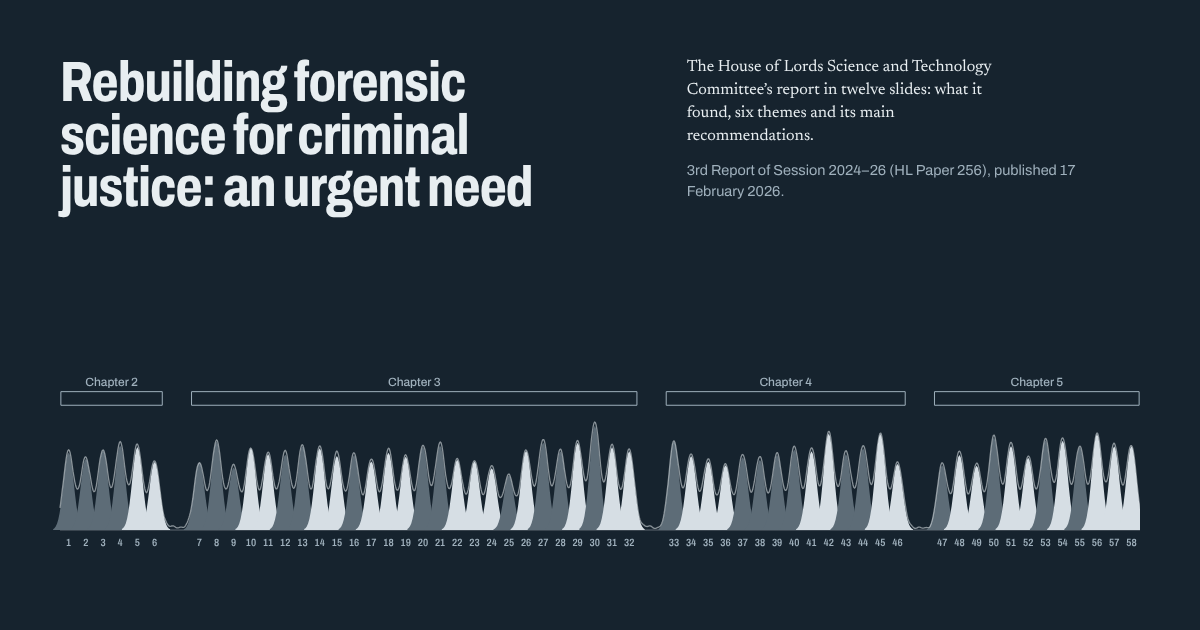 Rebuilding forensic
science for criminal
justice: an urgent need
The House of Lords Science and Technology
Committee’s report in twelve slides: what it
found, six themes and its main
recommendations.
3rd Report of Session 2024–26 (HL Paper 256), published 17
February 2026.
Chapter 2 Chapter 3 Chapter 4 Chapter 5
1 2 3 4 5 6 7 8 9 10 11 12 13 14 15 16 17 18 19 20 21 22 23 24 25 26 27 28 29 30 31 32 33 34 35 36 37 38 39 40 41 42 43 44 45 46 47 48 49 50 51 52 53 54 55 56 57 58